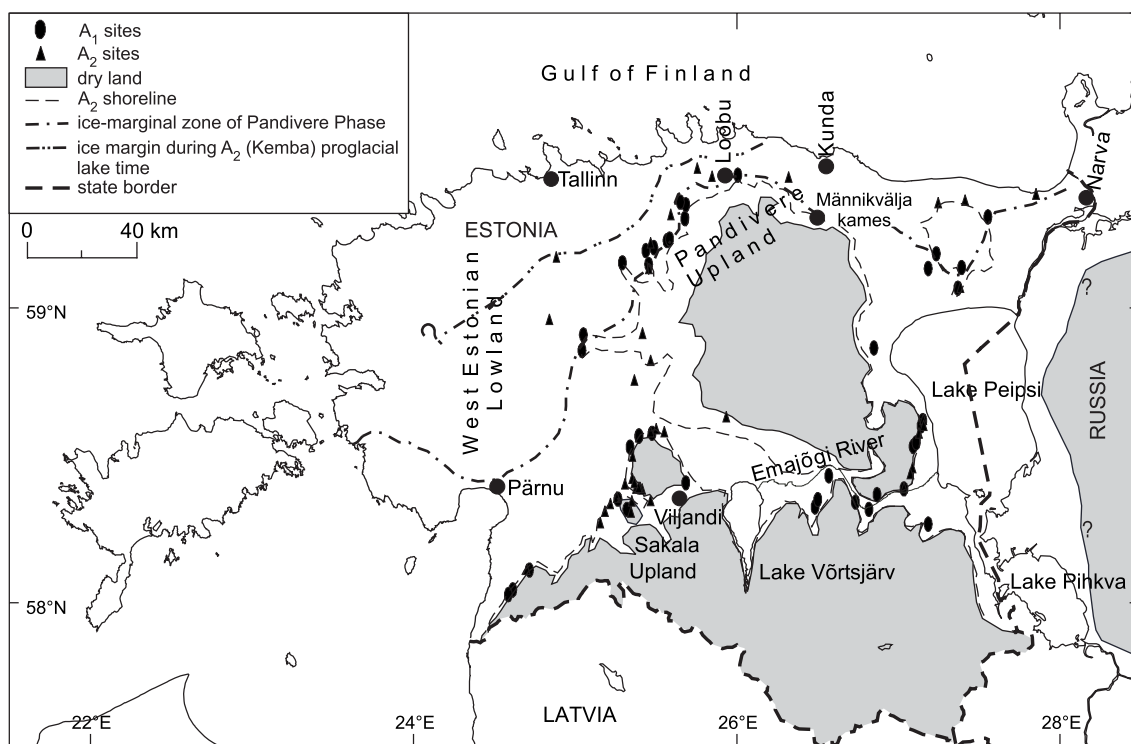 A1 sites
A2 sites
dry land
A2 shoreline
ice-marginal zone of Pandivere Phase
ice margin during A2 (Kemba) proglacial
lake time
state border
0 40 km
Gulf of Finland
Loobu
Kunda
Narva
Tallinn
ESTONIA
Männikvälja
kames
Pandivere
Upland
West Estonian
Lowland
59°N
?
?
RUSSIA
Lake Peipsi
Emajõgi River
Pärnu
Viljandi
Sakala
Upland
Lake Võrtsjärv
?
Lake Pihkva
58°N
22°E
24°E
LATVIA
26°E
28°E